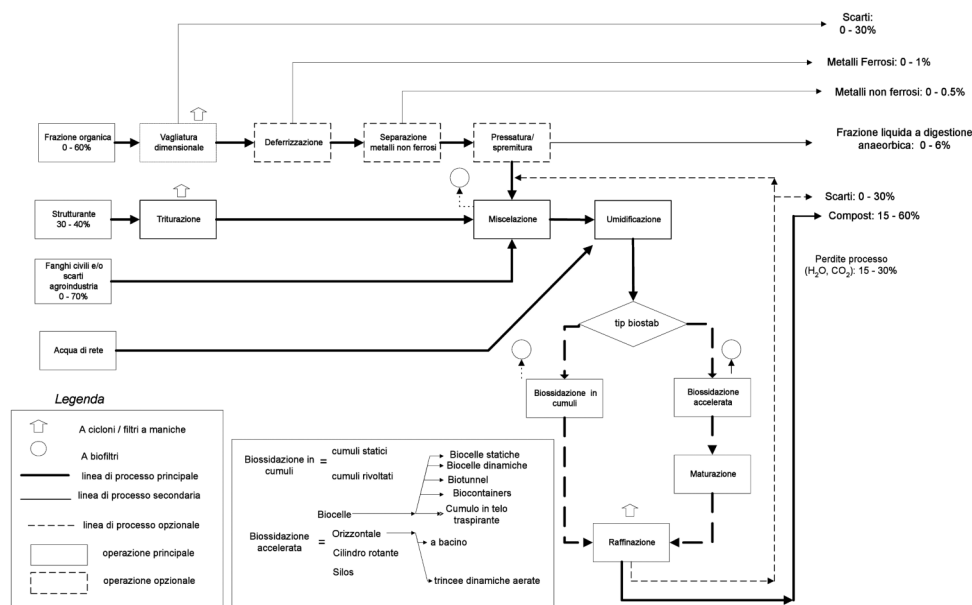 Scarti:
0 - 30%
Metalli Ferrosi: 0 - 1%
Metalli non ferrosi: 0 - 0.5%
Frazione organica
0 - 60%
Vagliatura
dimensionale
Deferrizzazione
Separazione
metalli non ferrosi
Pressatura/
spremitura
Frazione liquida a digestione
anaeorbica: 0 - 6%
Strutturante
30 - 40%
Triturazione
Miscelazione
Umidificazione
Scarti: 0 - 30%
Compost: 15 - 60%
Fanghi civili e/o
scarti
agroindustria
0 - 70%
Perdite processo
(H2O, CO2): 15 - 30%
Acqua di rete
tip biostab
Biossidazione in
cumuli
Biossidazione
accelerata
Maturazione
Raffinazione
Legenda
A cicloni / filtri a maniche
A biofiltri
linea di processo principale
linea di processo secondaria
linea di processo opzionale
operazione principale
operazione opzionale
Biossidazione in
cumuli
=
cumuli statici
cumuli rivoltati
Biossidazione
accelerata
=
Biocelle
Biocelle statiche
Biocelle dinamiche
Biotunnel
Biocontainers
Cumulo in telo
traspirante
Orizzontale
a bacino
trincee dinamiche aerate
Cilindro rotante
Silos